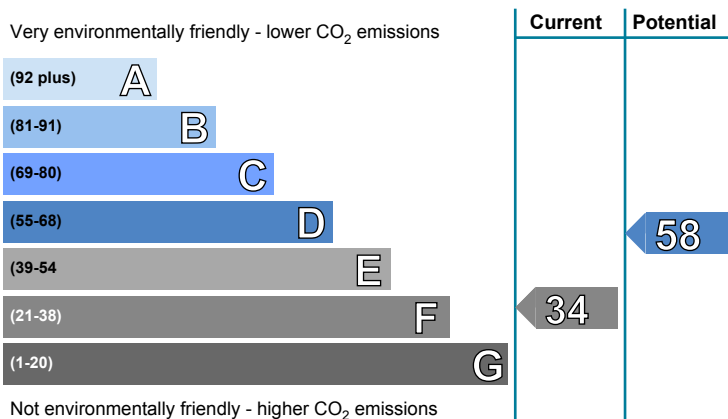 Current Potential
Very environmentally friendly - lower CO2 emissions
(92 plus) A
(81-91) B
(69-80) C
(55-68) D
58
(39-54 E
(21-38) F
34
(1-20) G
Not environmentally friendly - higher CO2 emissions